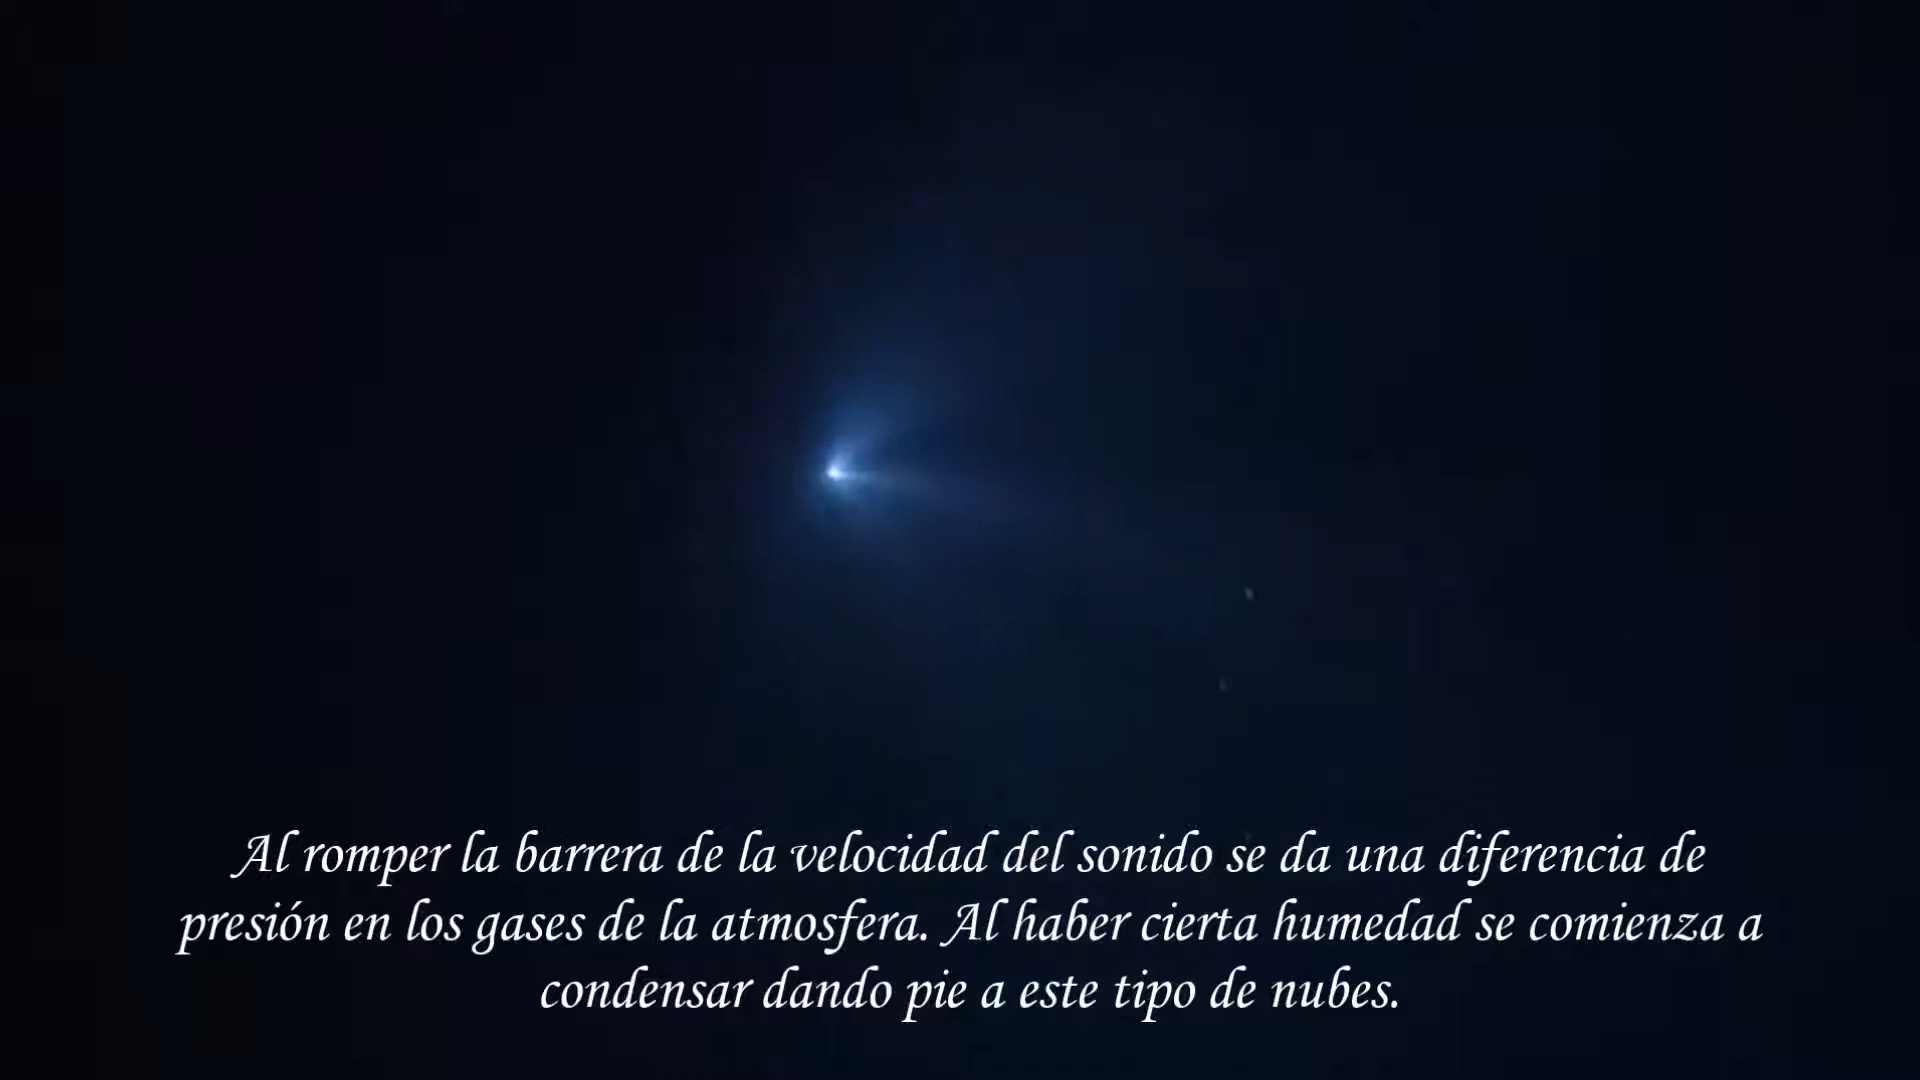 Al romper la barrera de la velocidad del sonido se da una diferencia de
presión en los gases de la atmosfera. Al haber cierta humedad se comienza a
condensar dando pie a este tipo de nubes.